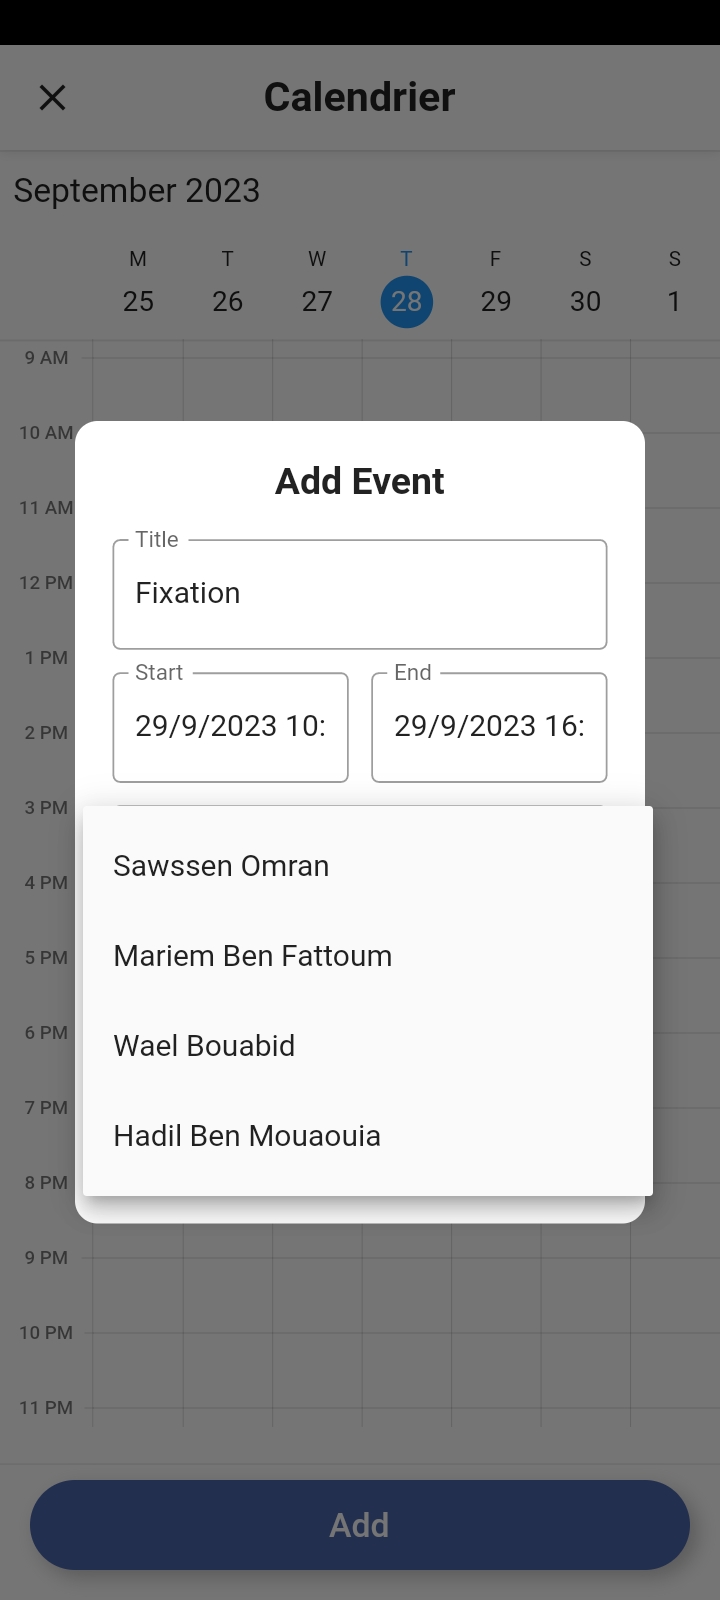 Calendrier
September 2023
M T W T F S S
25 26 27 28 29 30 1
9 AM
10 AM
Add Event
11 AM
Title
12 PM
Fixation
1 PM
Start End
2 PM
29/9/2023 10: 29/9/2023 16:
3 PM
Sawssen Omran
4 PM
Mariem Ben Fattoum
5 PM
6 PM
Wael Bouabid
7 PM
Hadil Ben Mouaouia
8 PM
9 PM
10 PM
11 PM
Add